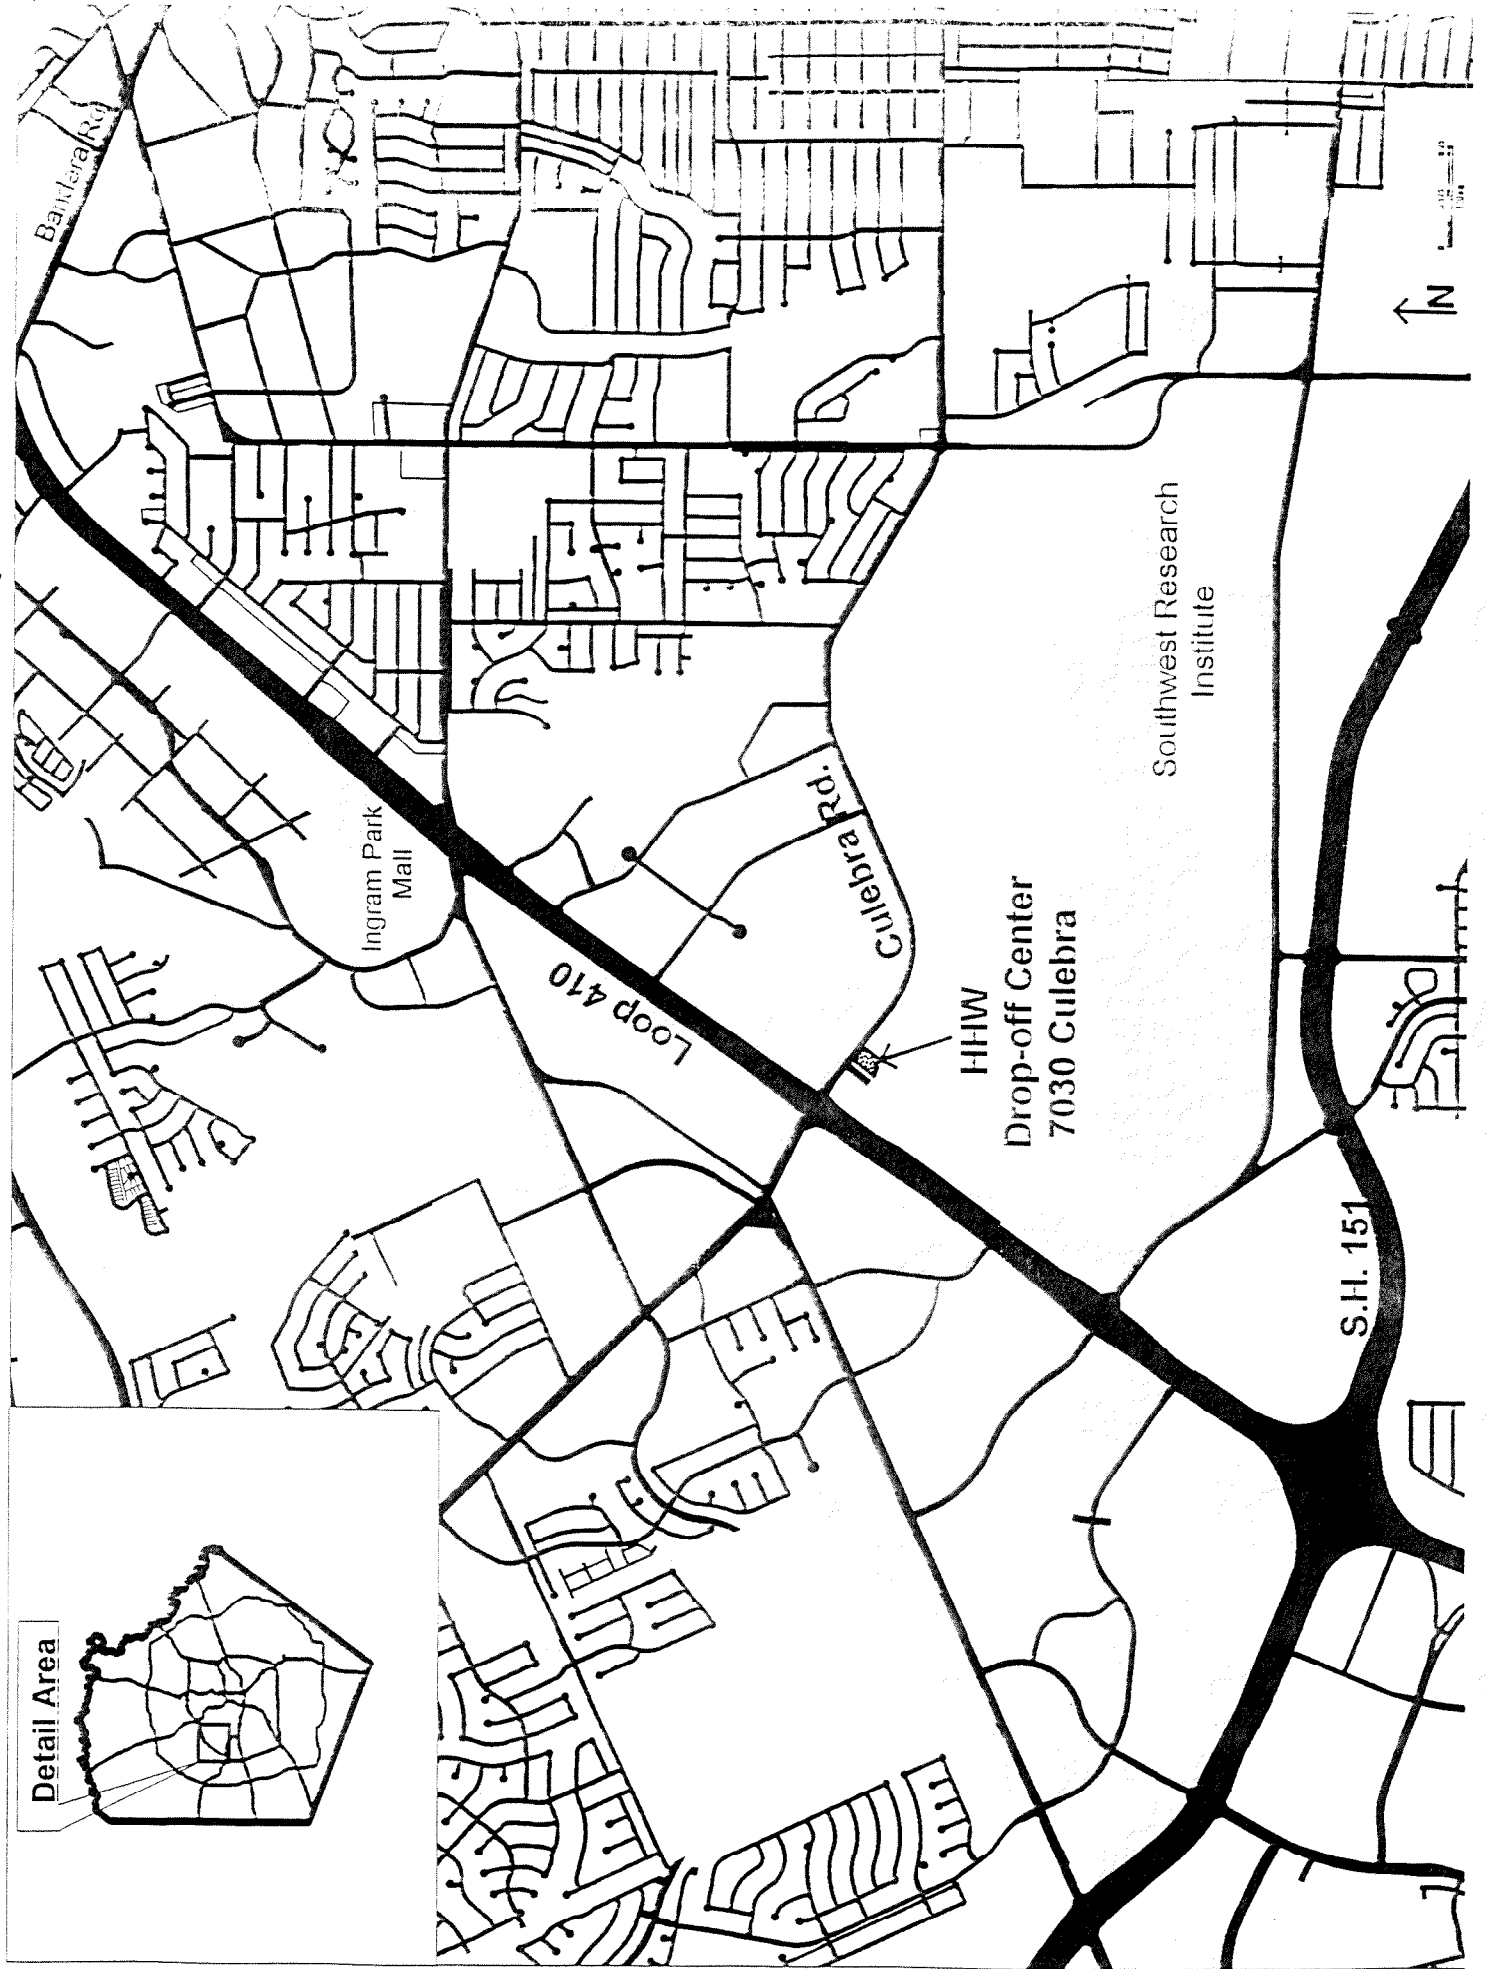 Detail Area
Bandera Rd
Ingram Park
Mall
Loop 410
Culebra Rd.
HHW
Drop-off Center
7030 Culebra
Southwest Research
Institute
S.H. 151
N